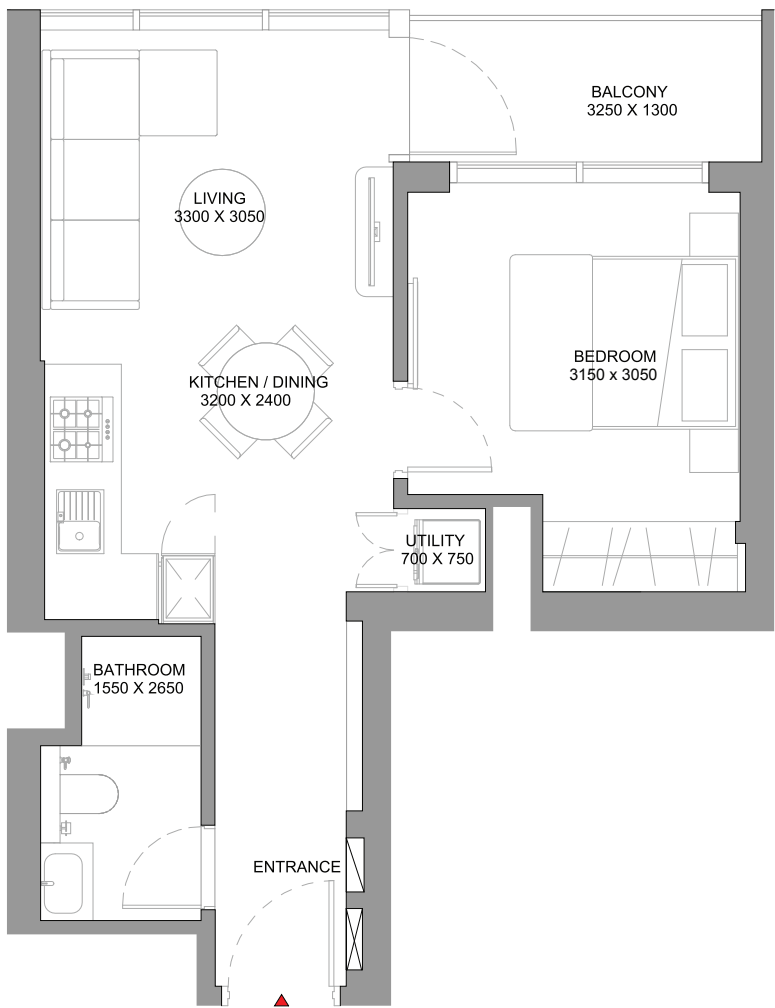 BALCONY
3250 X 1300
LIVING
3300 X 3050
BEDROOM
3150 x 3050
KITCHEN / DINING
3200 X 2400
UTILITY
700 X 750
BATHROOM
1550 X 2650
ENTRANCE